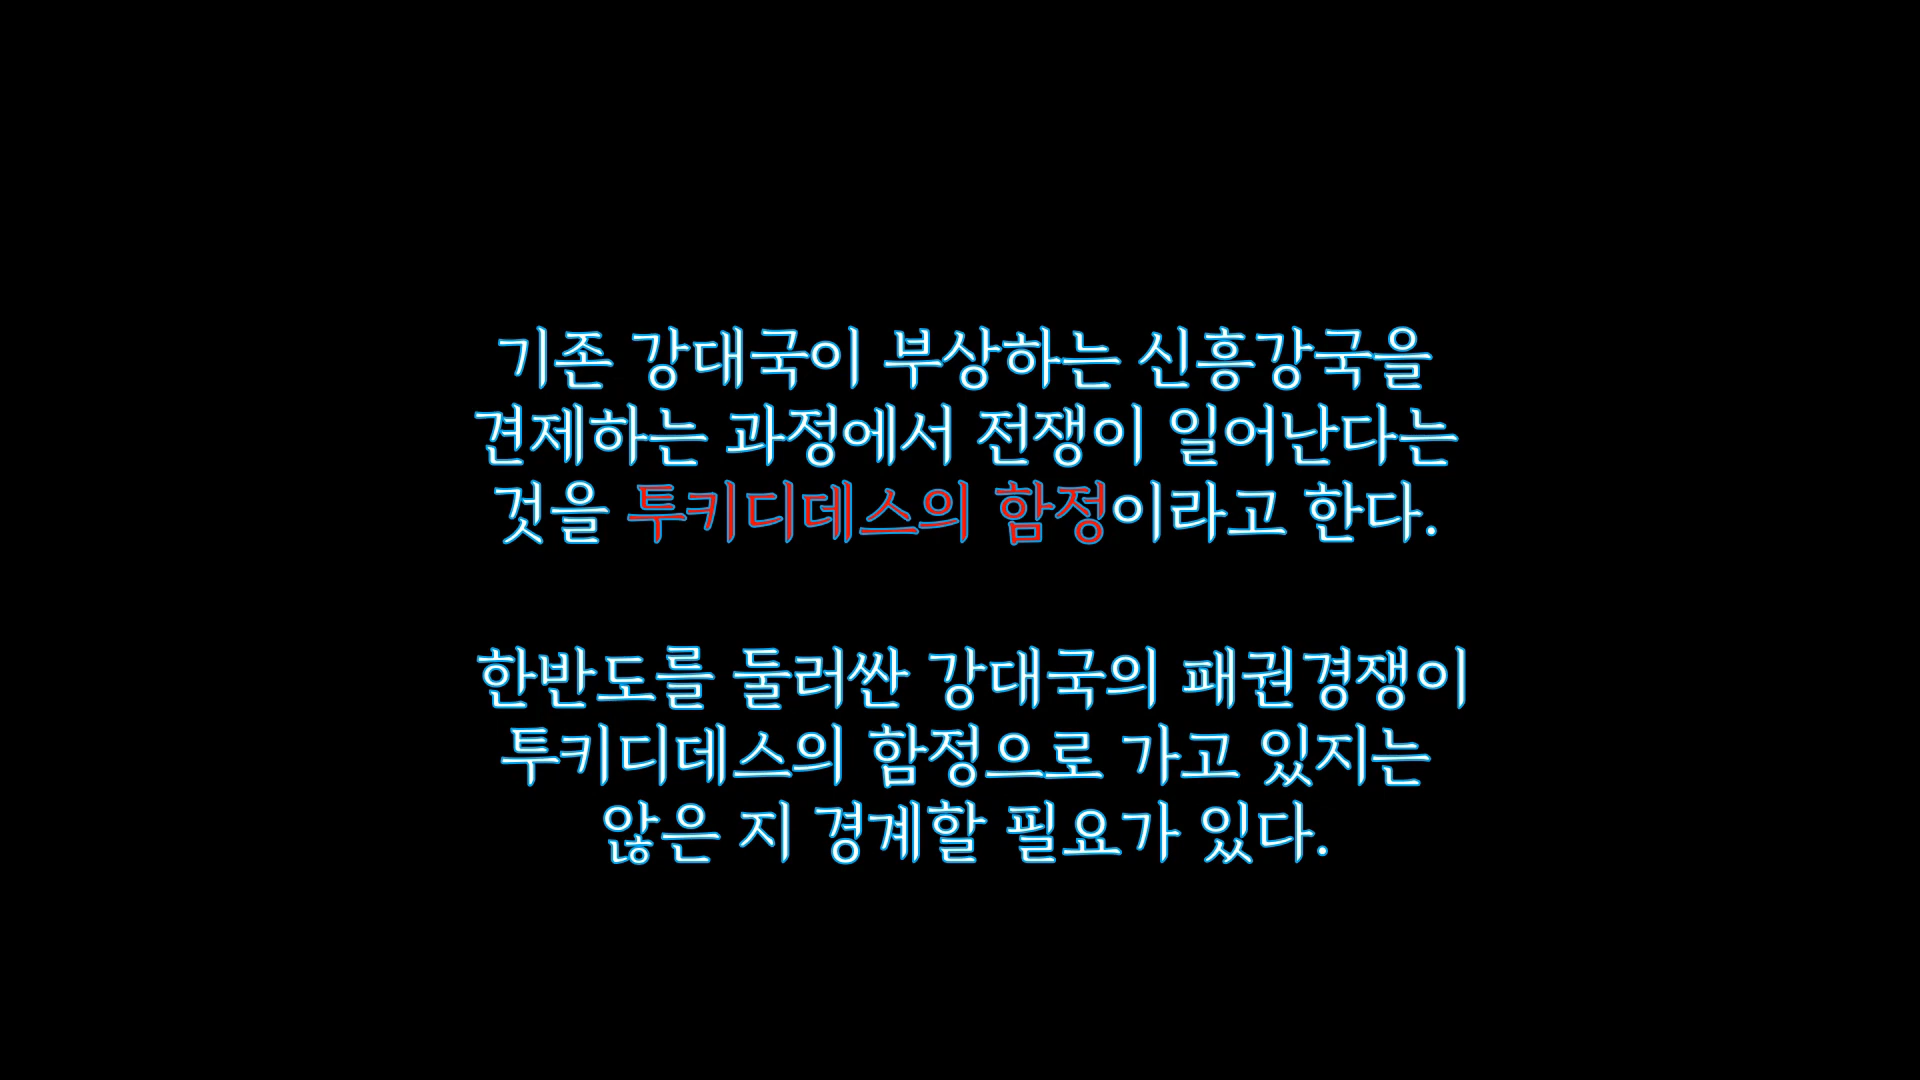 기존 강대국이 부상하는 신흥강국을
견제하는 과정에서 전쟁이 일어난다는
것을 투키디데스의 함정이라고 한다.
한반도를 둘러싼 강대국의 패권경쟁이
투키디데스의 함정으로 가고 있지는
않은 지 경계할 필요가 있다.